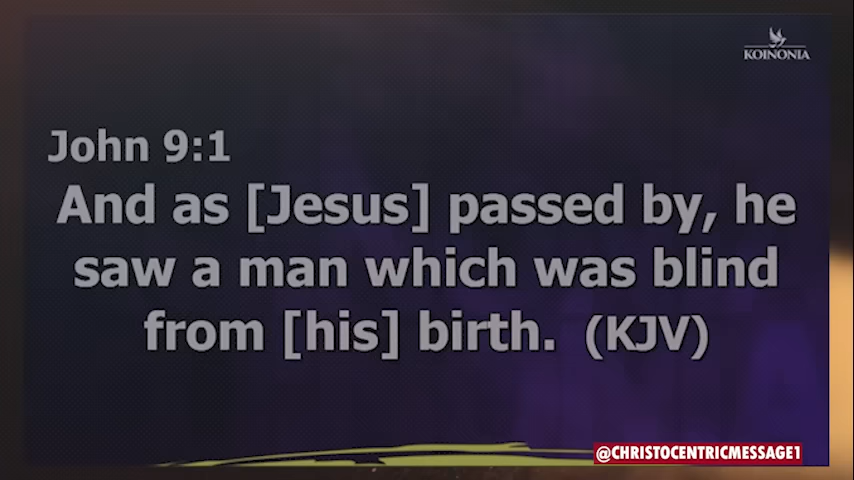 KOINONIA
John 9:1
And as [Jesus] passed by, he
saw a man which was blind
from [his] birth. (KJV)
@CHRISTOCENTRICMESSAGE1